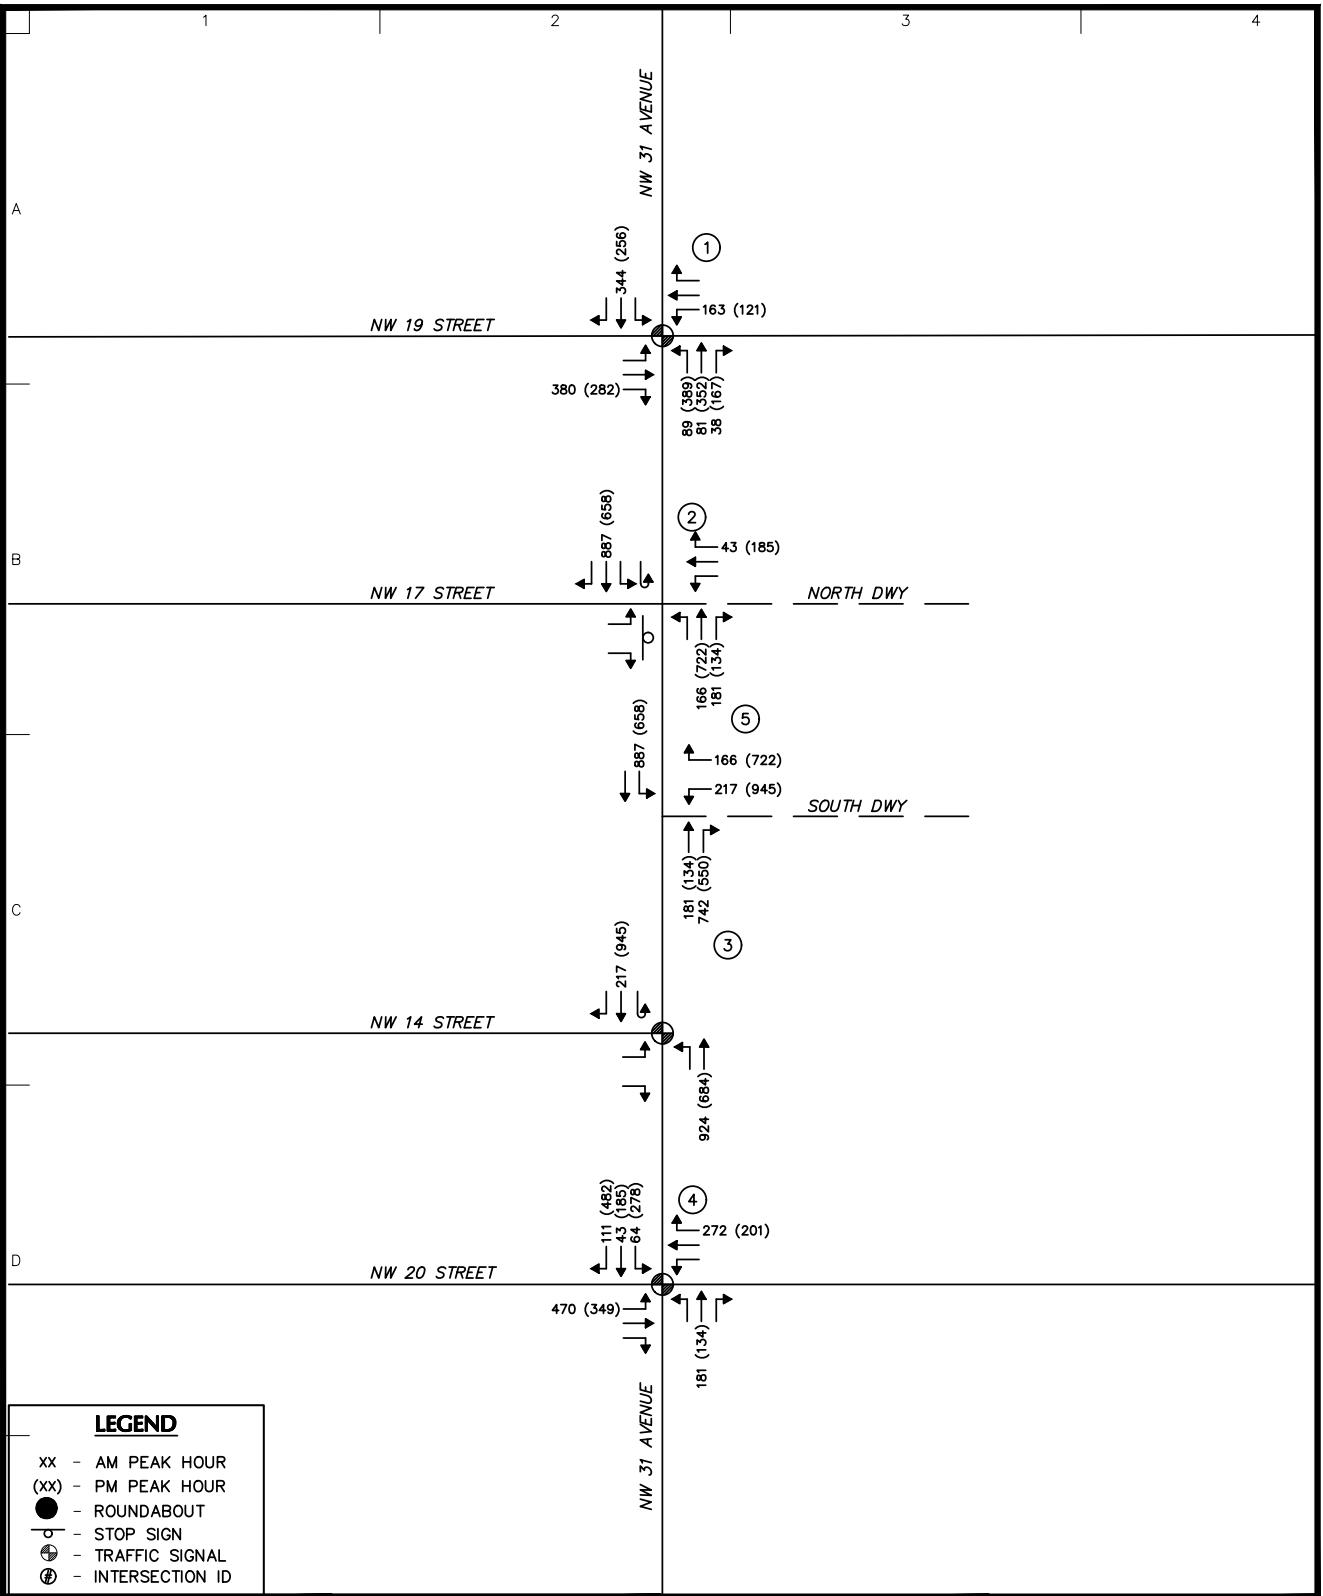 1 2 3 4
NW 31 AVENUE
A
344 (256)
1
163 (121)
NW 19 STREET
380 (282)
89 (389)
81 (352)
38 (167)
887 (658)
2
43 (185)
B
NW 17 STREET
NORTH DWY
166 (722)
181 (134)
5
887 (658)
166 (722)
217 (945)
SOUTH DWY
181 (134)
742 (550)
C
3
217 (945)
NW 14 STREET
924 (684)
111 (482)
43 (185)
64 (278)
4
272 (201)
D
NW 20 STREET
470 (349)
181 (134)
NW 31 AVENUE
LEGEND
XX - AM PEAK HOUR
(XX) - PM PEAK HOUR
- ROUNDABOUT
- STOP SIGN
- TRAFFIC SIGNAL
# - INTERSECTION ID